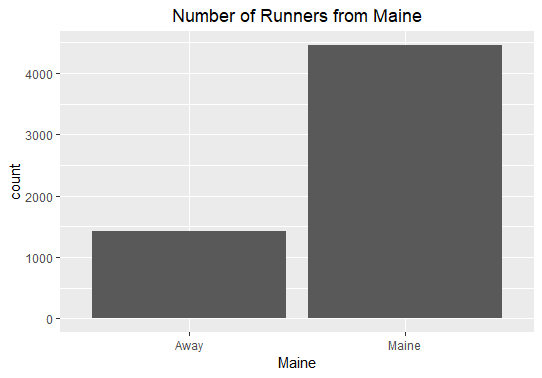 Number of Runners from Maine
count
4000
3000
2000
1000
0
Away Maine
Maine